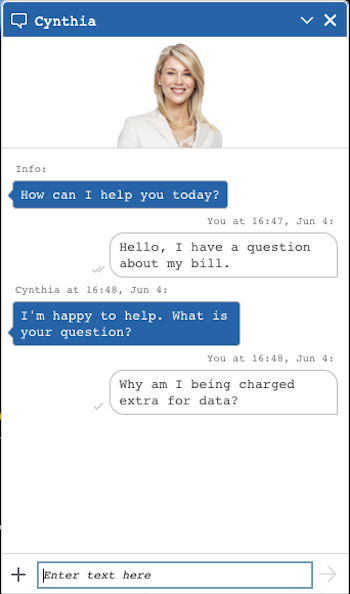 Cynthia
Info:
How can I help you today?
You at 16:47, Jun 4:
Hello, I have a question
about my bill.
Cynthia at 16:48, Jun 4:
I'm happy to help. What is
your question?
You at 16:48, Jun 4:
Why am I being charged
extra for data?
Enter text here